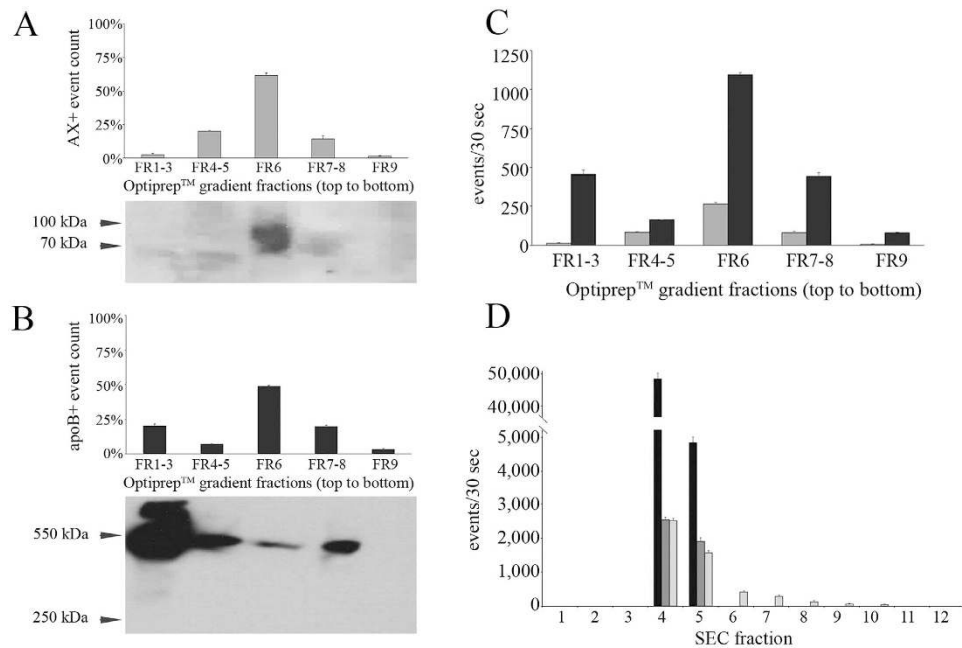 A
100%
75%
50%
25%
0%
AX+ event count
FR1-3 FR4-5 FR6 FR7-8 FR9
Optiprep™ gradient fractions (top to bottom)
100 kDa
70 kDa
B
100%
75%
50%
25%
0%
apoB+ event count
FR1-3 FR4-5 FR6 FR7-8 FR9
Optiprep™ gradient fractions (top to bottom)
550 kDa
250 kDa
C
1250
1000
750
500
250
0
events/30 sec
FR1-3 FR4-5 FR6 FR7-8 FR9
Optiprep™ gradient fractions (top to bottom)
D
50,000
40,000
5,000
4,000
3,000
2,000
1,000
0
events/30 sec
1 2 3 4 5 6 7 8 9 10 11 12
SEC fraction